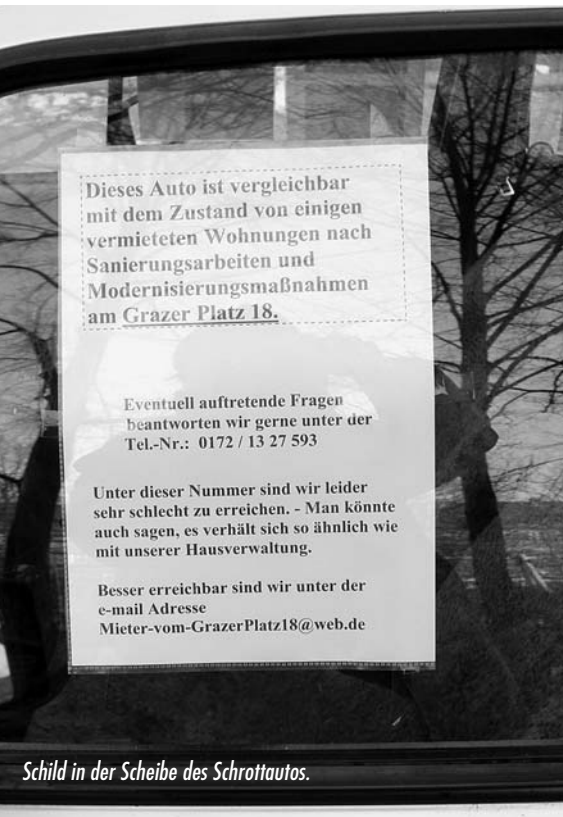 Dieses Auto ist vergleichbar
mit dem Zustand von einigen
vermieteten Wohnungen nach
Sanierungsarbeiten und
Modernisierungsmaßnahmen
am Grazer Platz 18.
Eventuell auftretende Fragen
beantworten wir gerne unter der
Tel.-Nr.: 0172 / 13 27 593
Unter dieser Nummer sind wir leider
sehr schlecht zu erreichen. - Man könnte
auch sagen, es verhält sich so ähnlich wie
mit unserer Hausverwaltung.
Besser erreichbar sind wir unter der
e-mail Adresse
Mieter-vom-GrazerPlatz18@web.de
Schild in der Scheibe des Schrottautos.